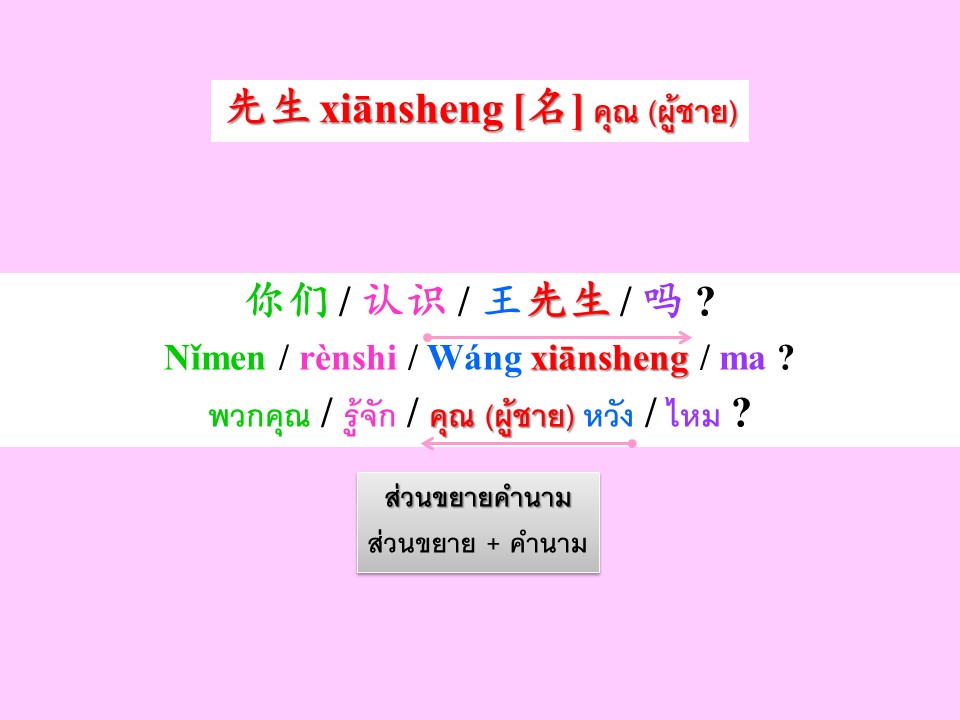 先生 xiānsheng [名] คุณ (ผู้ชาย)
你们 / 认识 / 王先生 / 吗 ?
Nǐmen / rènshi / Wáng xiānsheng / ma ?
พวกคุณ / รู้จัก / คุณ (ผู้ชาย) หวัง / ไหม ?
ส่วนขยายคำนาม
ส่วนขยาย + คำนาม